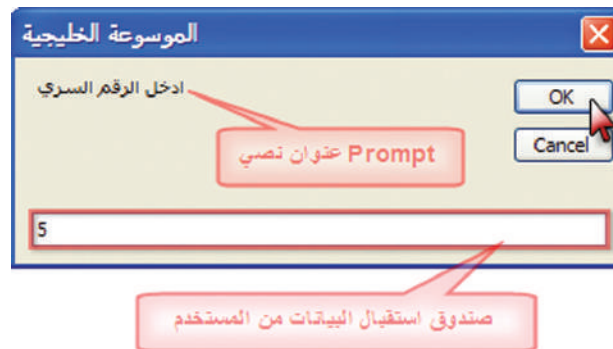 الموسوعة الخليجية
ادخل الرقم السري
OK
Cancel
Prompt عنوان نصي
5
صندوق استقبال البيانات من المستخدم